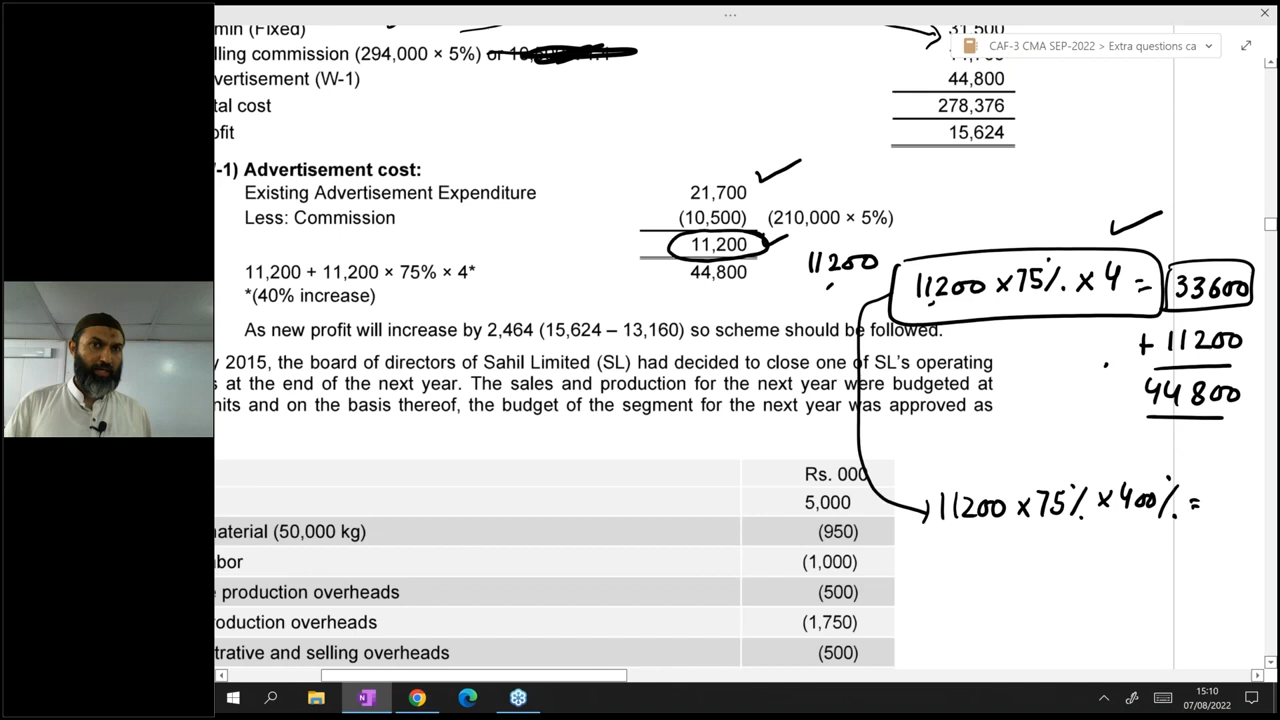 min (Fixed)
31,500
CAF-3 CMA SEP-2022 > Extra questions ca
lling commission (294,000 × 5%) or
vertisement (W-1)
44,800
tal cost
278,376
ofit
15,624
-1) Advertisement cost:
Existing Advertisement Expenditure
21,700
Less: Commission
(10,500) (210,000 × 5%)
11,200
11,200 + 11,200 × 75% × 4*
44,800
*(40% increase)
11200
11200 × 75% × 4 = 33600
+ 11200
44800
As new profit will increase by 2,464 (15,624 – 13,160) so scheme should be followed.
y 2015, the board of directors of Sahil Limited (SL) had decided to close one of SL's operating
s at the end of the next year. The sales and production for the next year were budgeted at
nits and on the basis thereof, the budget of the segment for the next year was approved as
Rs. 000
5,000
11200 × 75% × 400% =
aterial (50,000 kg)
(950)
bor
(1,000)
e production overheads
(500)
oduction overheads
(1,750)
trative and selling overheads
(500)
15:10
07/08/2022